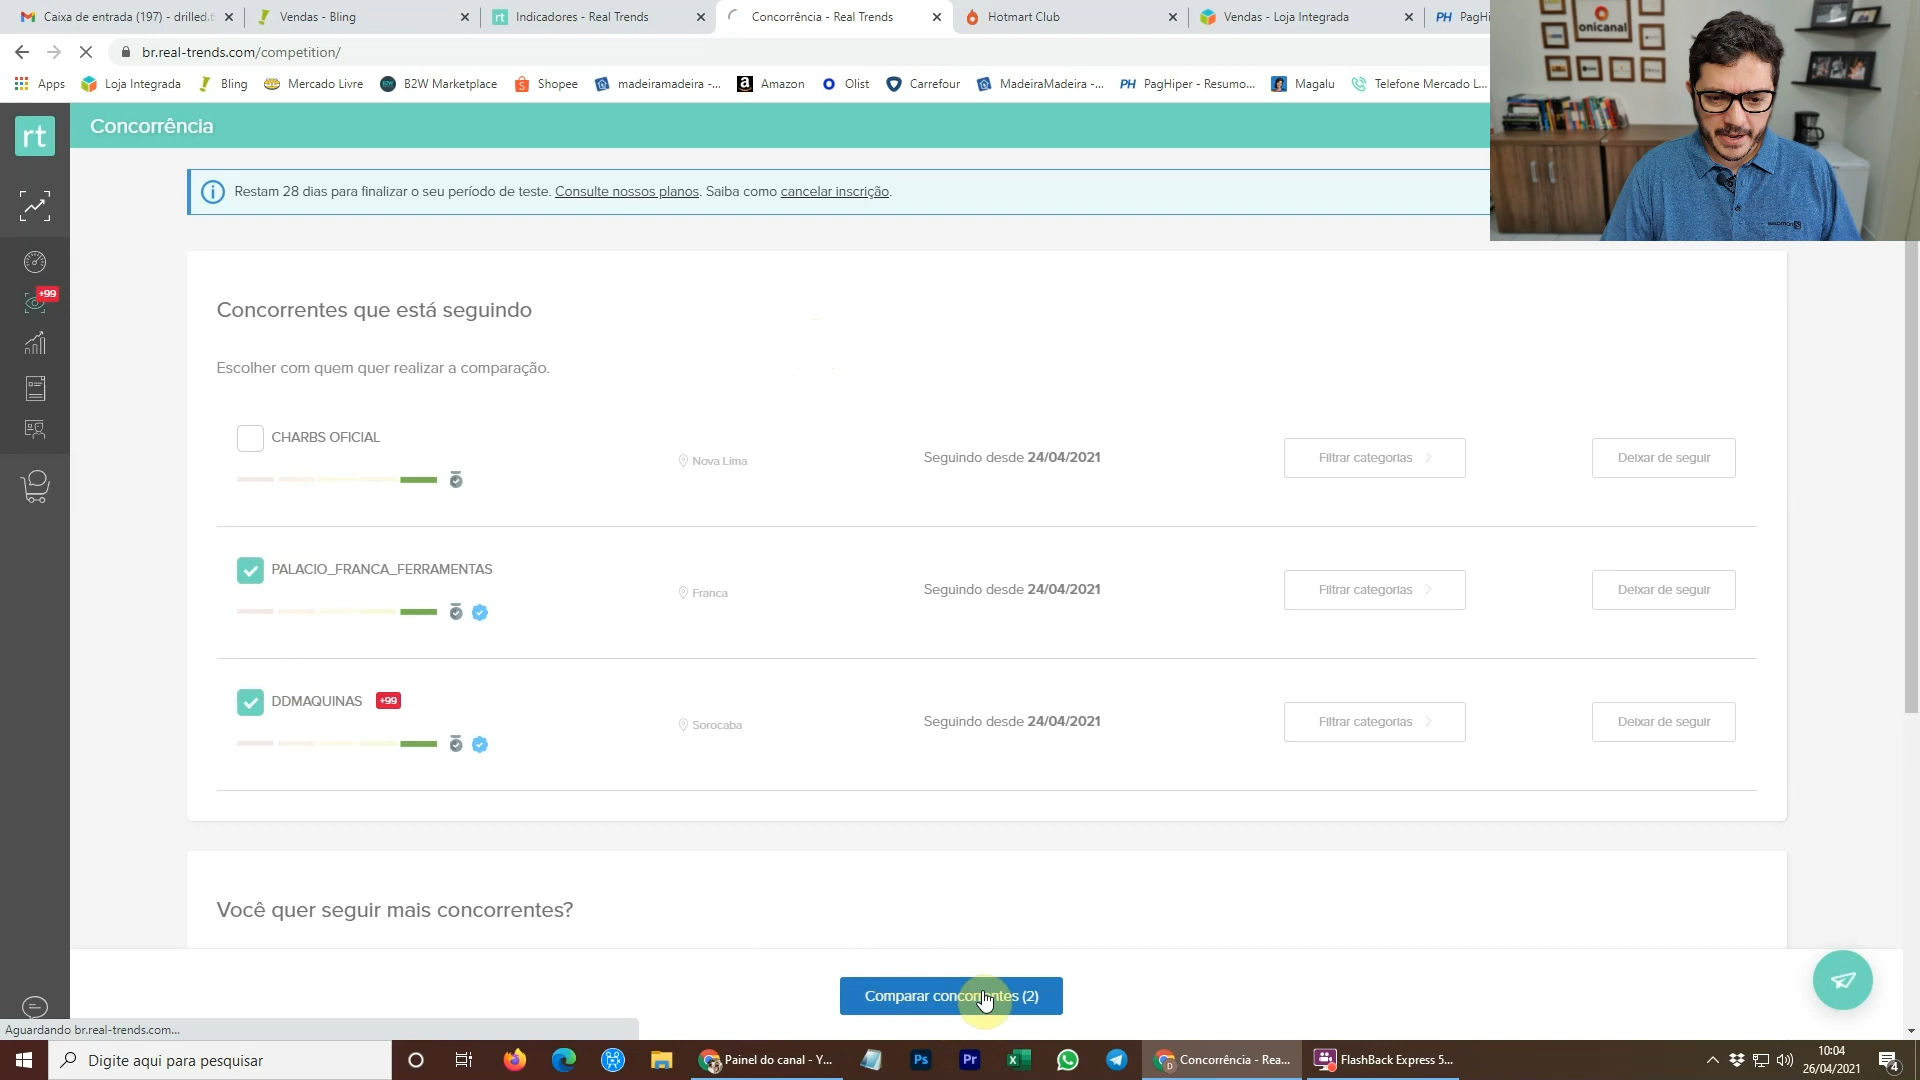 Caixa de entrada (197) - drilled.t
Vendas - Bling
Indicadores - Real Trends
Concorrência - Real Trends
Hotmart Club
Vendas - Loja Integrada
PagHi
br.real-trends.com/competition/
Apps
Loja Integrada
Bling
Mercado Livre
B2W Marketplace
Shopee
madeiramadeira -...
Amazon
Olist
Carrefour
MadeiraMadeira -...
PagHiper - Resumo...
Magalu
Telefone Mercado L...
onicanal
rt
Concorrência
Restam 28 dias para finalizar o seu período de teste. Consulte nossos planos. Saiba como cancelar inscrição.
+99
Concorrentes que está seguindo
Escolher com quem quer realizar a comparação.
CHARBS OFICIAL
Nova Lima
Seguindo desde 24/04/2021
Filtrar categorias
Deixar de seguir
PALACIO_FRANCA_FERRAMENTAS
Franca
Seguindo desde 24/04/2021
Filtrar categorias
Deixar de seguir
DDMAQUINAS +99
Sorocaba
Seguindo desde 24/04/2021
Filtrar categorias
Deixar de seguir
Você quer seguir mais concorrentes?
Comparar concorrentes (2)
Aguardando br.real-trends.com...
Digite aqui para pesquisar
Painel do canal - Y...
Ps
Pr
Concorrência - Rea...
FlashBack Express 5...
10:04
26/04/2021
4